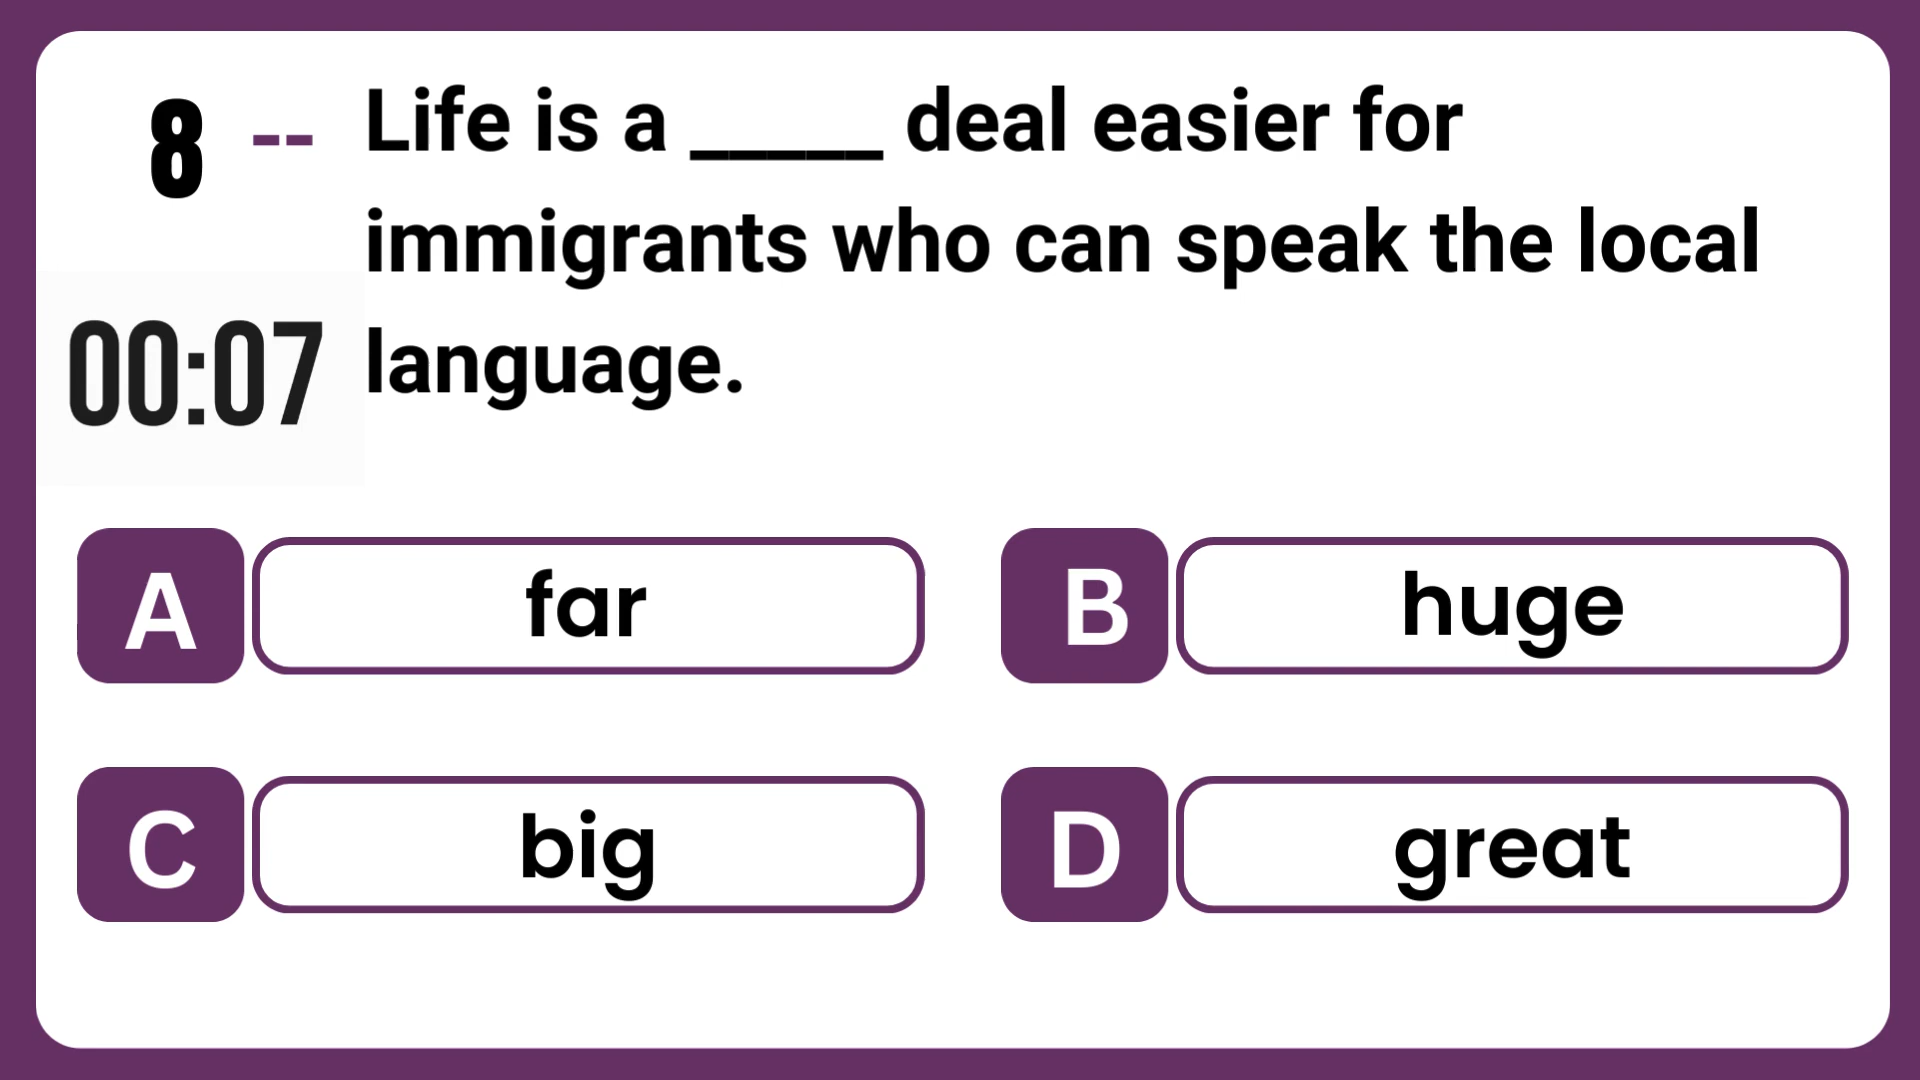 8 -- Life is a _____ deal easier for
immigrants who can speak the local
00:07 language.
A far
B huge
C big
D great